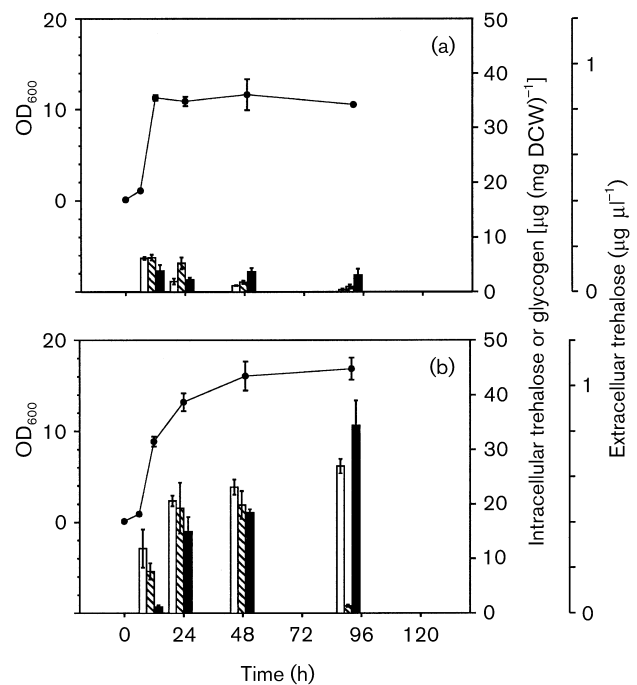 20
10
0
OD600
(a)
50
40
30
20
10
0
1
0
20
10
0
OD600
(b)
50
40
30
20
10
0
1
0
Intracellular trehalose or glycogen [μg (mg DCW)−1]
Extracelluar trehalose (μg μl−1)
0 24 48 72 96 120
Time (h)